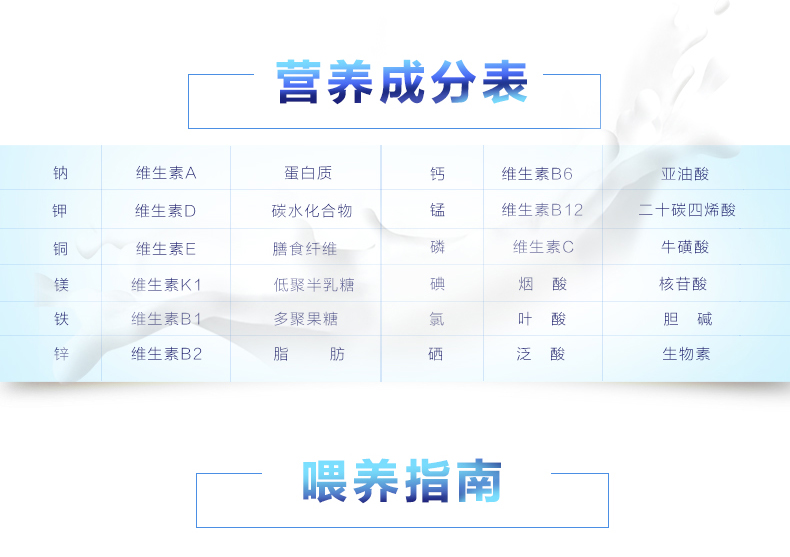 营养成分表
钠 维生素A 蛋白质 钙 维生素B6 亚油酸
钾 维生素D 碳水化合物 锰 维生素B12 二十碳四烯酸
铜 维生素E 膳食纤维 磷 维生素C 牛磺酸
镁 维生素K1 低聚半乳糖 碘 烟 酸 核苷酸
铁 维生素B1 多聚果糖 氯 叶 酸 胆 碱
锌 维生素B2 脂 肪 硒 泛 酸 生物素
喂养指南